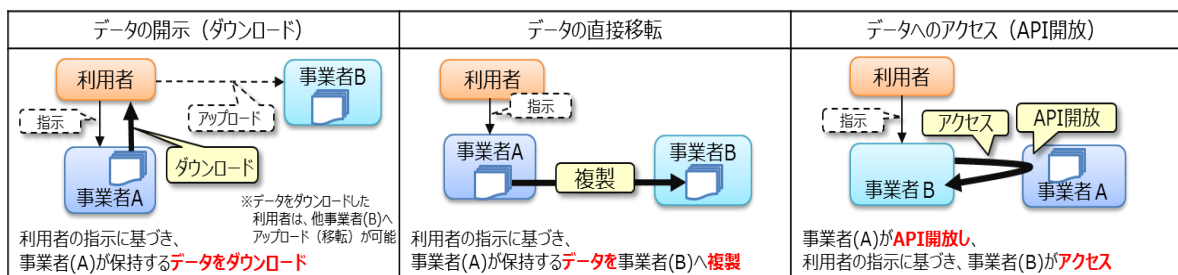 データの開示（ダウンロード）
利用者
事業者B
指示
アップロード
ダウンロード
事業者A
※データをダウンロードした
利用者は、他事業者(B)へ
アップロード（移転）が可能
利用者の指示に基づき、
事業者(A)が保持するデータをダウンロード
データの直接移転
利用者
指示
事業者A
事業者B
複製
利用者の指示に基づき、
事業者(A)が保持するデータを事業者(B)へ複製
データへのアクセス（API開放）
利用者
指示
アクセス
API開放
事業者B
事業者A
事業者(A)がAPI開放し、
利用者の指示に基づき、事業者(B)がアクセス